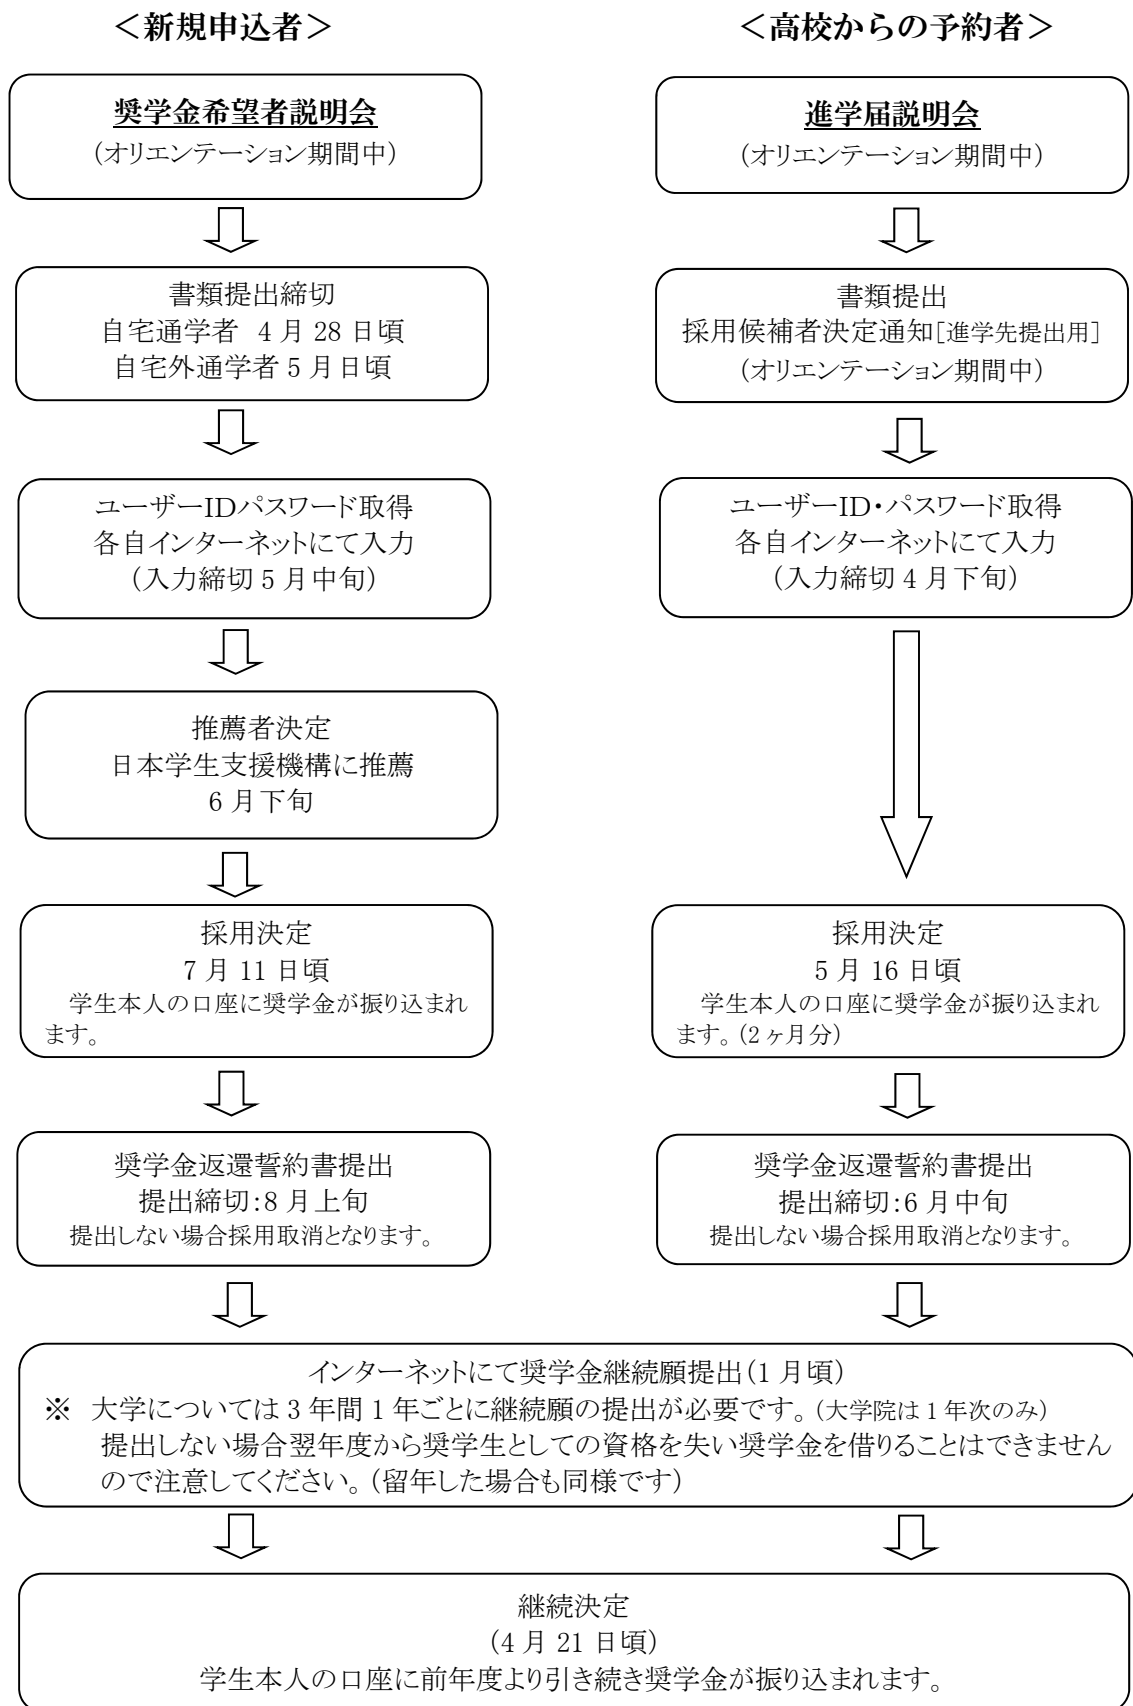 ＜新規申込者＞
奨学金希望者説明会
(オリエンテーション期間中)
書類提出締切
自宅通学者 4月28日頃
自宅外通学者5月日頃
ユーザーIDパスワード取得
各自インターネットにて入力
(入力締切5月中旬)
推薦者決定
日本学生支援機構に推薦
6月下旬
採用決定
7月11日頃
学生本人の口座に奨学金が振り込まれ
ます。
奨学金返還誓約書提出
提出締切:8月上旬
提出しない場合採用取消となります。
＜高校からの予約者＞
進学届説明会
(オリエンテーション期間中)
書類提出
採用候補者決定通知[進学先提出用]
(オリエンテーション期間中)
ユーザーID・パスワード取得
各自インターネットにて入力
(入力締切4月下旬)
採用決定
5月16日頃
学生本人の口座に奨学金が振り込まれ
ます。(2ヶ月分)
奨学金返還誓約書提出
提出締切:6月中旬
提出しない場合採用取消となります。
インターネットにて奨学金継続願提出(1月頃)
※ 大学については3年間1年ごとに継続願の提出が必要です。(大学院は1年次のみ)
提出しない場合翌年度から奨学生としての資格を失い奨学金を借りることはできません
ので注意してください。(留年した場合も同様です)
継続決定
(4月21日頃)
学生本人の口座に前年度より引き続き奨学金が振り込まれます。